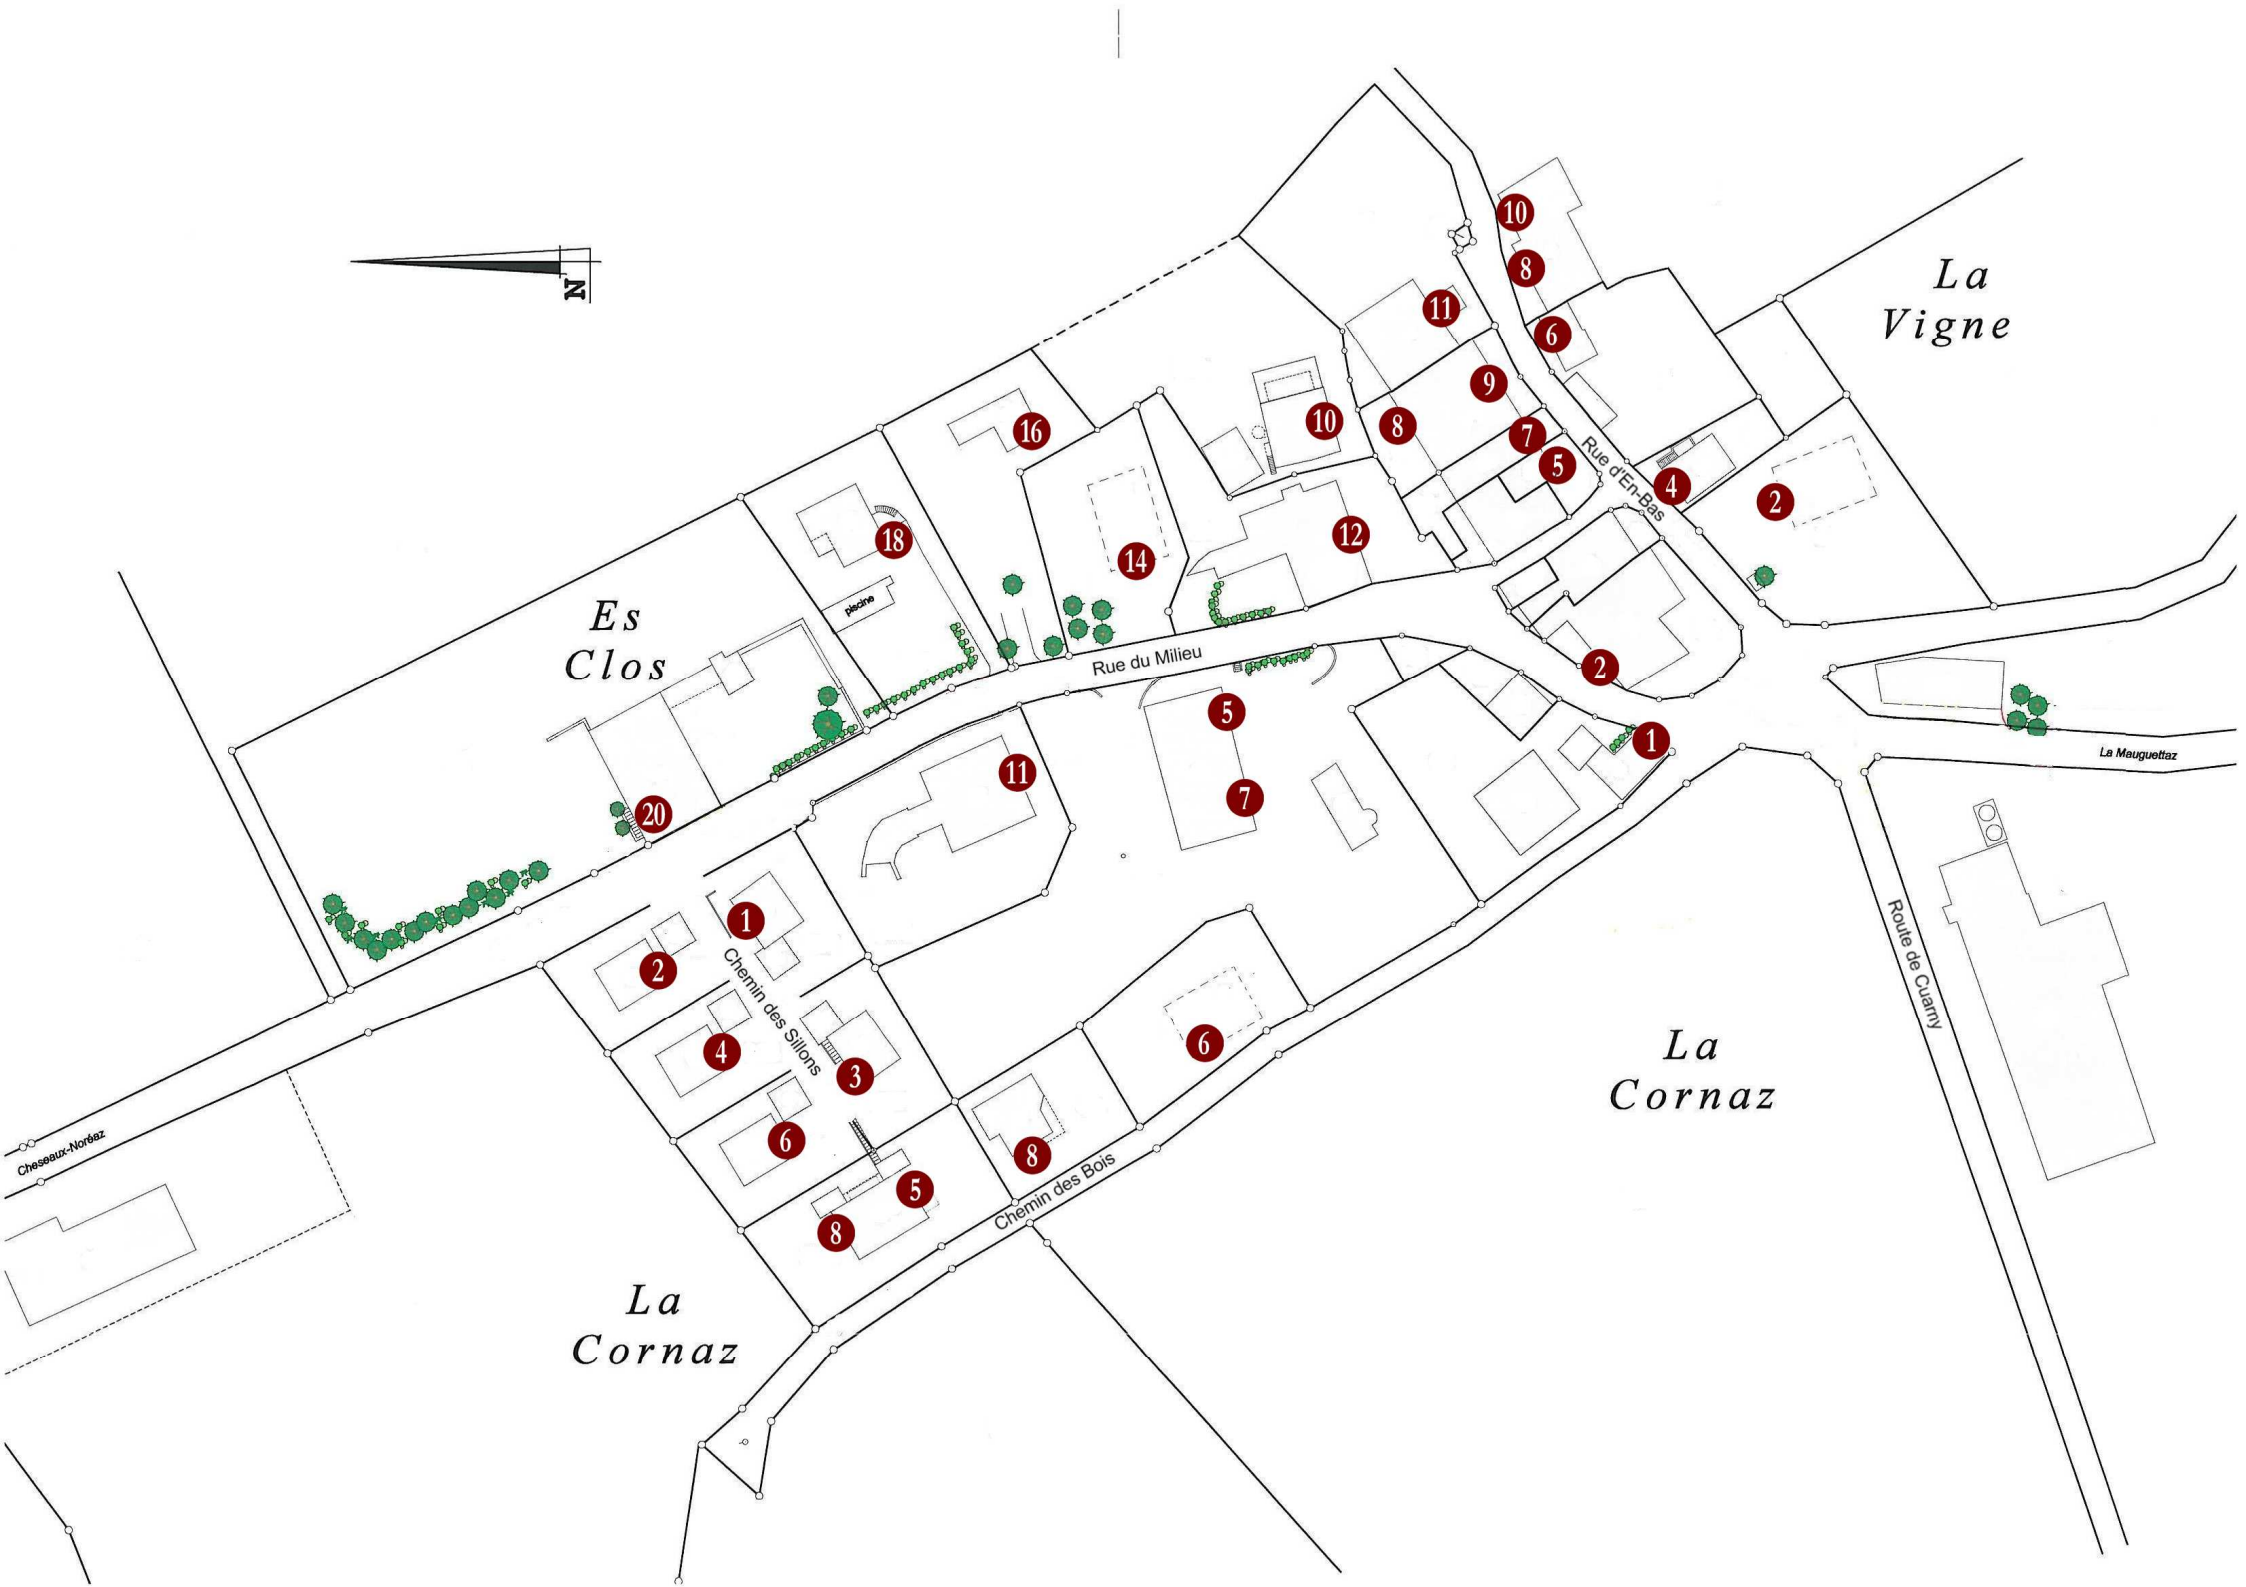 10
La
Vigne
8
N
11
6
9
10
16
8
7
5
Rue d'En-Bas
4
2
12
18
14
piscine
Es
Clos
Rue du Milieu
2
5
1
La Mauguettaz
11
7
20
1
Chemin des Sillons
2
Route de Cuarny
4
6
3
La
Cornaz
6
8
Cheseaux-Noréaz
Chemin des Bois
5
8
La
Cornaz